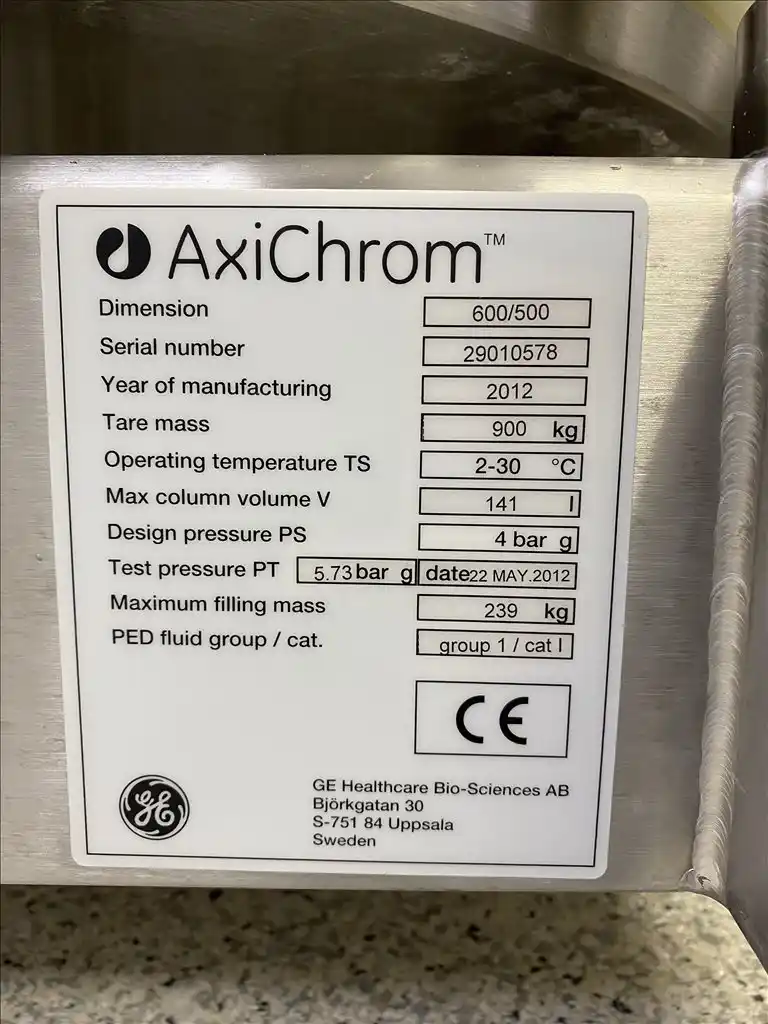 AxiChrom™
Dimension 600/500
Serial number 29010578
Year of manufacturing 2012
Tare mass 900 kg
Operating temperature TS 2-30 °C
Max column volume V 141 l
Design pressure PS 4 bar g
Test pressure PT 5.73 bar g date 22 MAY.2012
Maximum filling mass 239 kg
PED fluid group / cat. group 1 / cat I
CE
GE
GE Healthcare Bio-Sciences AB
Björkgatan 30
S-751 84 Uppsala
Sweden